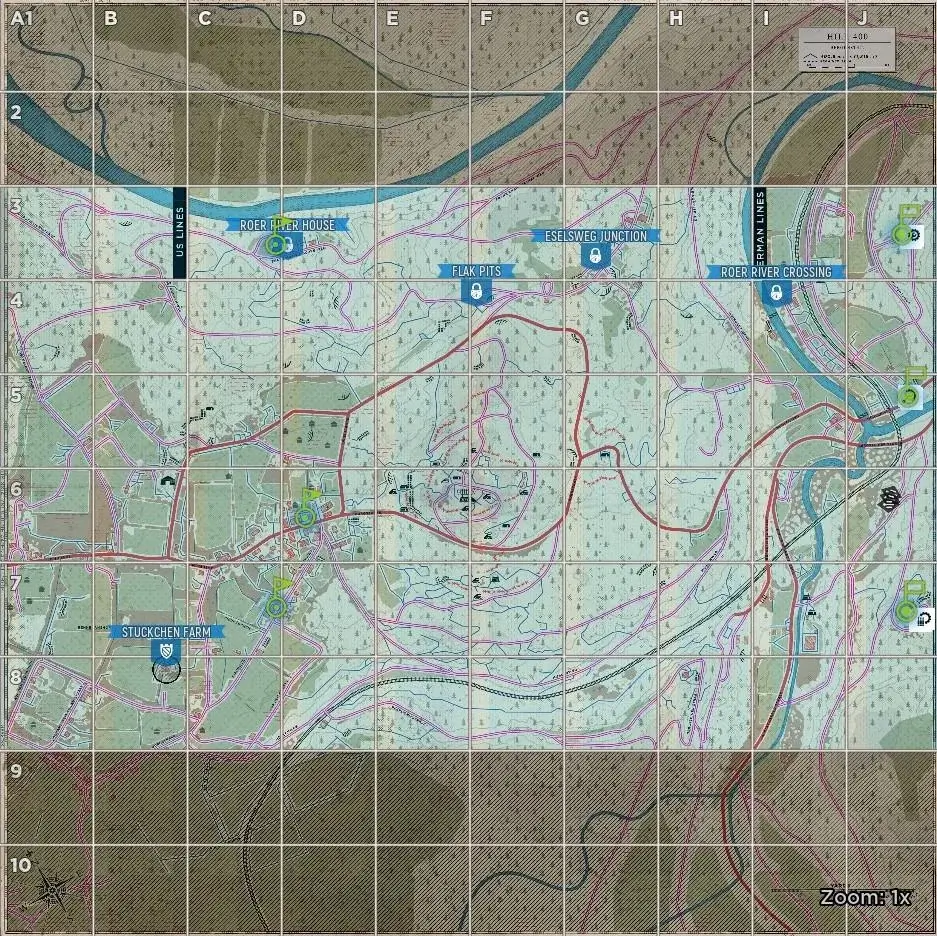 A1 B C D E F G H I J
HILL 400
2
3
US LINES
ROER RIVER HOUSE
ESELSWEG JUNCTION
ERMAN LINES
FLAK PITS
ROER RIVER CROSSING
4
5
6
7
STUCKCHEN FARM
8
9
10
Zoom: 1x